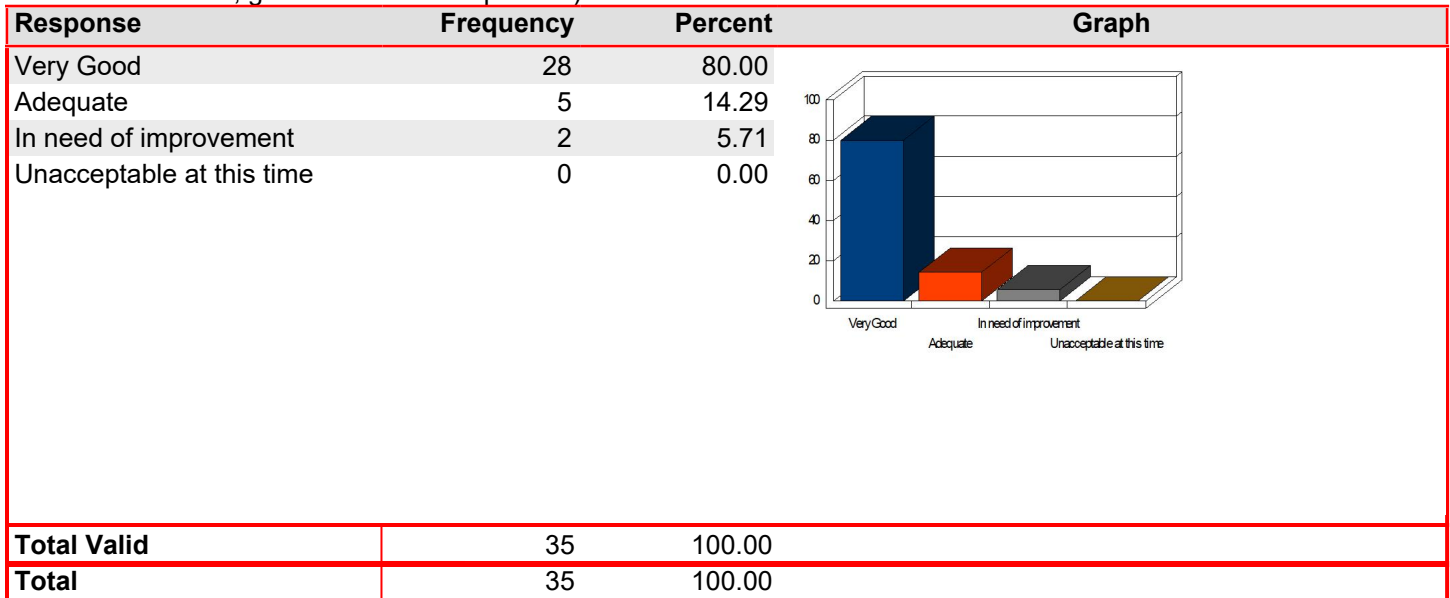 Response Frequency Percent Graph
Very Good 28 80.00
Adequate 5 14.29
In need of improvement 2 5.71
Unacceptable at this time 0 0.00
100
80
60
40
20
0
Very Good In need of improvement
Adequate Unacceptable at this time
Total Valid 35 100.00
Total 35 100.00